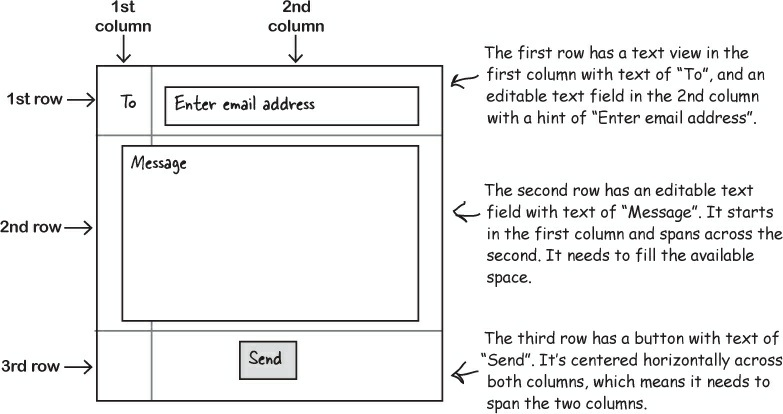 1st
column
2nd
column
1st row
To
Enter email address
The first row has a text view in the
first column with text of “To”, and an
editable text field in the 2nd column
with a hint of “Enter email address”.
2nd row
Message
The second row has an editable text
field with text of “Message”. It starts
in the first column and spans across the
second. It needs to fill the available
space.
3rd row
Send
The third row has a button with text of
“Send”. It’s centered horizontally across
both columns, which means it needs to
span the two columns.